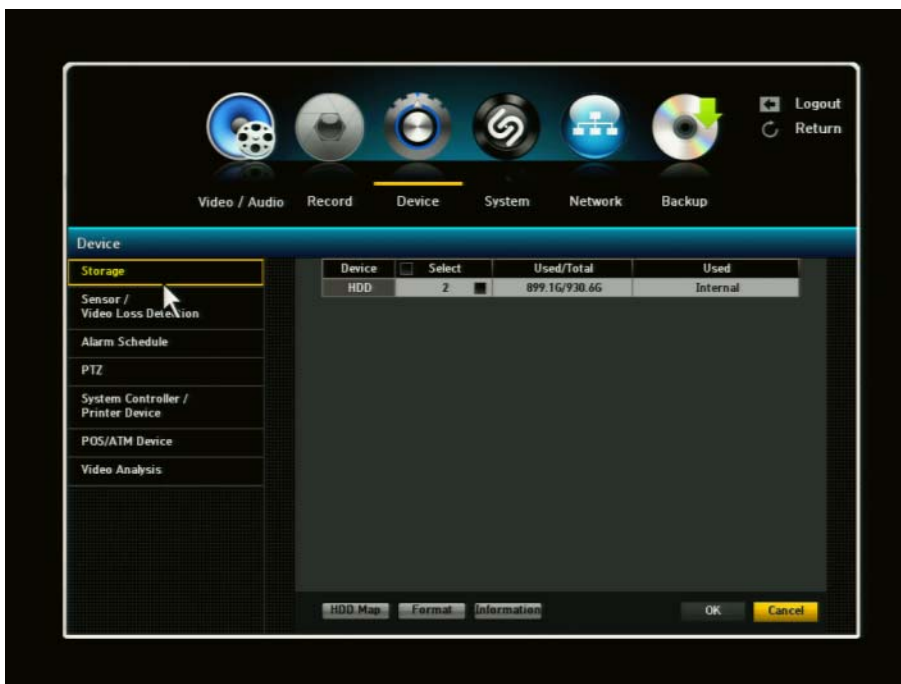 Logout
Return
Video / Audio Record Device System Network Backup
Device
Storage
Sensor /
Video Loss Detection
Alarm Schedule
PTZ
System Controller /
Printer Device
POS/ATM Device
Video Analysis
Device Select Used/Total Used
HDD 2 899.1G/930.6G Internal
HDD Map Format Information OK Cancel